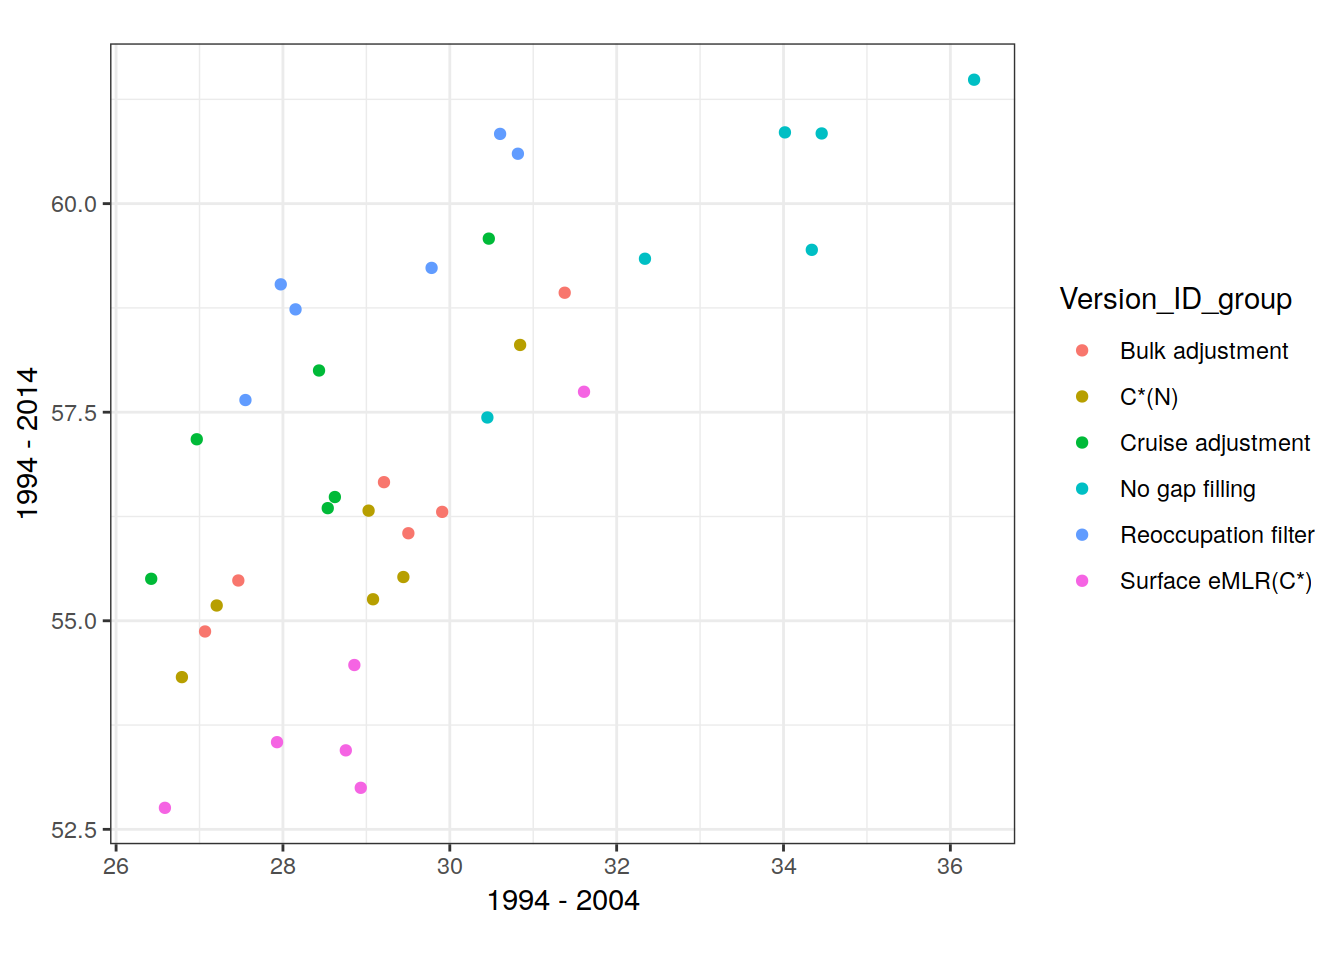 60.0
57.5
55.0
52.5
1994 - 2014
26 28 30 32 34 36
1994 - 2004
Version_ID_group
Bulk adjustment
C*(N)
Cruise adjustment
No gap filling
Reoccupation filter
Surface eMLR(C*)